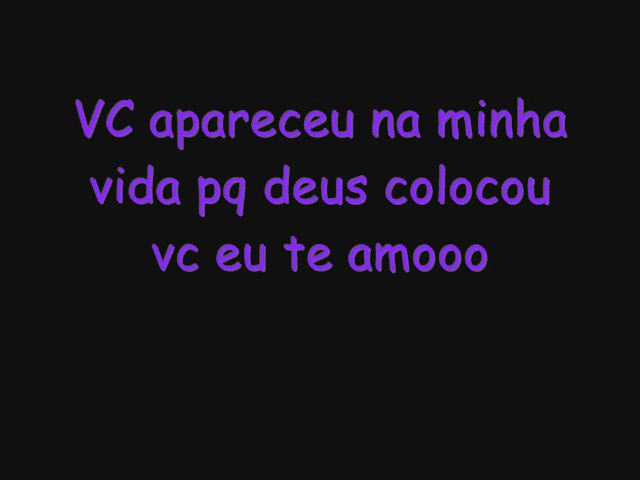 VC apareceu na minha
vida pq deus colocou
vc eu te amooo